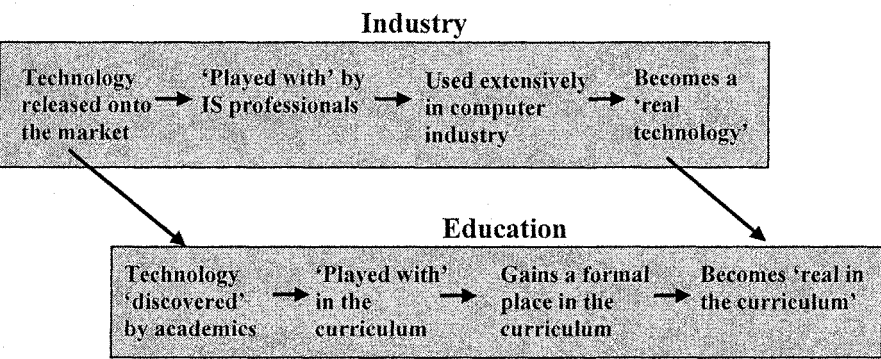 Industry
Technology
released onto
the market
'Played with' by
IS professionals
Used extensively
in computer
industry
Becomes a
'real
technology'
Education
Technology
'discovered'
by academics
'Played with'
in the
curriculum
Gains a formal
place in the
curriculum
Becomes 'real in
the curriculum'